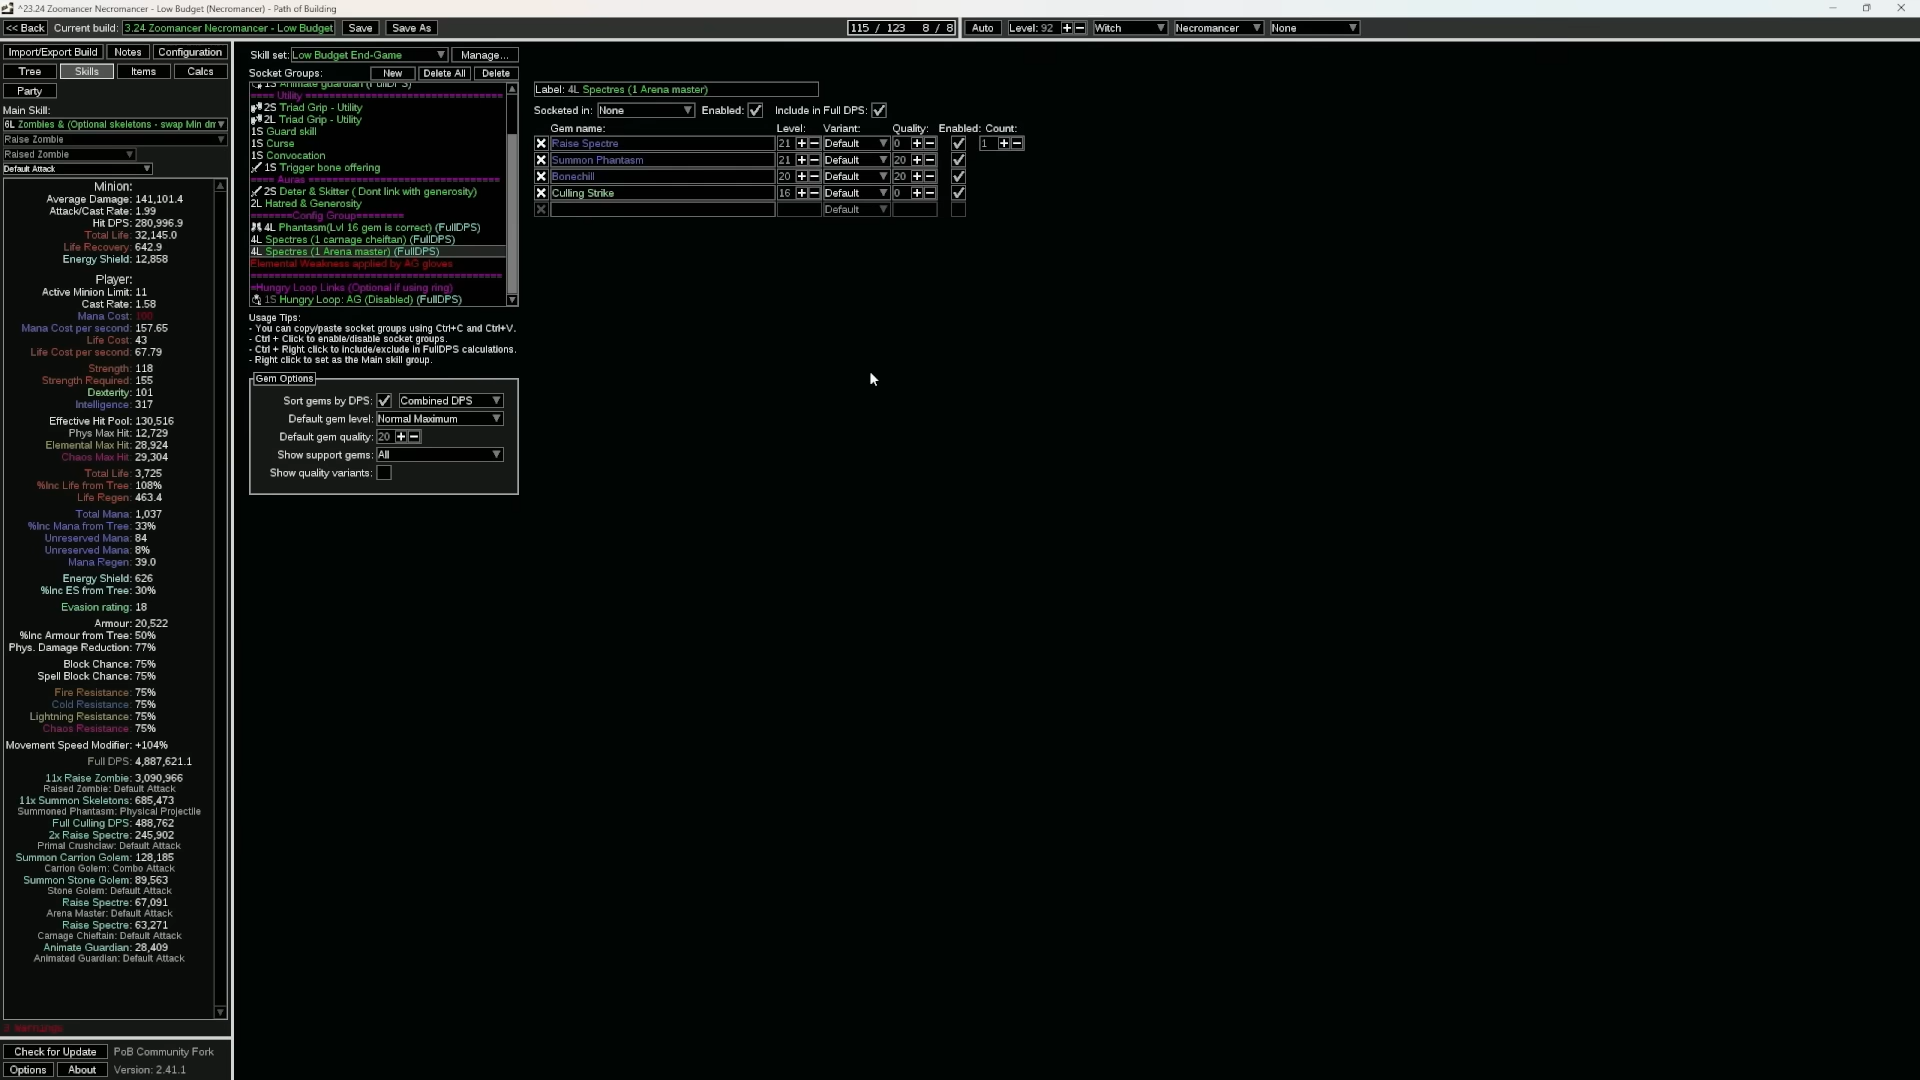 ^23.24 Zoomancer Necromancer - Low Budget (Necromancer) - Path of Building
<< Back Current build: 3.24 Zoomancer Necromancer - Low Budget Save Save As 115 / 123 8 / 8 Auto Level: 92 Witch Necromancer None
Import/Export Build Notes Configuration
Tree Skills Items Calcs
Party
Main Skill:
6L Zombies & (Optional skeletons - swap Min dm
Raise Zombie
Raised Zombie
Default Attack
Minion:
Average Damage: 141,101.4
Attack/Cast Rate: 1.99
Hit DPS: 280,996.9
Total Life: 32,145.0
Life Recovery: 642.9
Energy Shield: 12,858
Player:
Active Minion Limit: 11
Cast Rate: 1.58
Mana Cost: 100
Mana Cost per second: 157.65
Life Cost: 43
Life Cost per second: 67.79
Strength: 118
Strength Required: 155
Dexterity: 101
Intelligence: 317
Effective Hit Pool: 130,516
Phys Max Hit: 12,729
Elemental Max Hit: 28,924
Chaos Max Hit: 29,304
Total Life: 3,725
%Inc Life from Tree: 108%
Life Regen: 463.4
Total Mana: 1,037
%Inc Mana from Tree: 33%
Unreserved Mana: 84
Unreserved Mana: 8%
Mana Regen: 39.0
Energy Shield: 626
%Inc ES from Tree: 30%
Evasion rating: 18
Armour: 20,522
%Inc Armour from Tree: 50%
Phys. Damage Reduction: 77%
Block Chance: 75%
Spell Block Chance: 75%
Fire Resistance: 75%
Cold Resistance: 75%
Lightning Resistance: 75%
Chaos Resistance: 75%
Movement Speed Modifier: +104%
Full DPS: 4,887,621.1
11x Raise Zombie: 3,090,966
Raised Zombie: Default Attack
11x Summon Skeletons: 685,473
Summoned Phantasm: Physical Projectile
Full Culling DPS: 488,762
2x Raise Spectre: 245,902
Primal Crushclaw: Default Attack
Summon Carrion Golem: 128,185
Carrion Golem: Combo Attack
Summon Stone Golem: 89,563
Stone Golem: Default Attack
Raise Spectre: 67,091
Arena Master: Default Attack
Raise Spectre: 63,271
Carnage Chieftain: Default Attack
Animate Guardian: 28,409
Animated Guardian: Default Attack
Check for Update PoB Community Fork
Options About Version: 2.41.1
Skill set: Low Budget End-Game Manage...
Socket Groups: New Delete All Delete
1S Animate guardian (FullDPS)
==== Utility ====================================
2S Triad Grip - Utility
2L Triad Grip - Utility
1S Guard skill
1S Curse
1S Convocation
1S Trigger bone offering
==== Auras ===================================
2S Deter & Skitter ( Dont link with generosity)
2L Hatred & Generosity
=======Config Group========
4L Phantasm(Lvl 16 gem is correct) (FullDPS)
4L Spectres (1 carnage cheiftan) (FullDPS)
4L Spectres (1 Arena master) (FullDPS)
Elemental Weakness applied by AG gloves
==============================================
=Hungry Loop Links (Optional if using ring)
1S Hungry Loop: AG (Disabled) (FullDPS)
Usage Tips:
- You can copy/paste socket groups using Ctrl+C and Ctrl+V.
- Ctrl + Click to enable/disable socket groups.
- Ctrl + Right click to include/exclude in FullDPS calculations.
- Right click to set as the Main skill group.
Gem Options
Sort gems by DPS: Combined DPS
Default gem level: Normal Maximum
Default gem quality: 20
Show support gems: All
Show quality variants:
Label: 4L Spectres (1 Arena master)
Socketed in: None Enabled: Include in Full DPS:
Gem name: Level: Variant: Quality: Enabled: Count:
Raise Spectre 21 Default 0 1
Summon Phantasm 21 Default 20
Bonechill 20 Default 20
Culling Strike 16 Default 0
Default